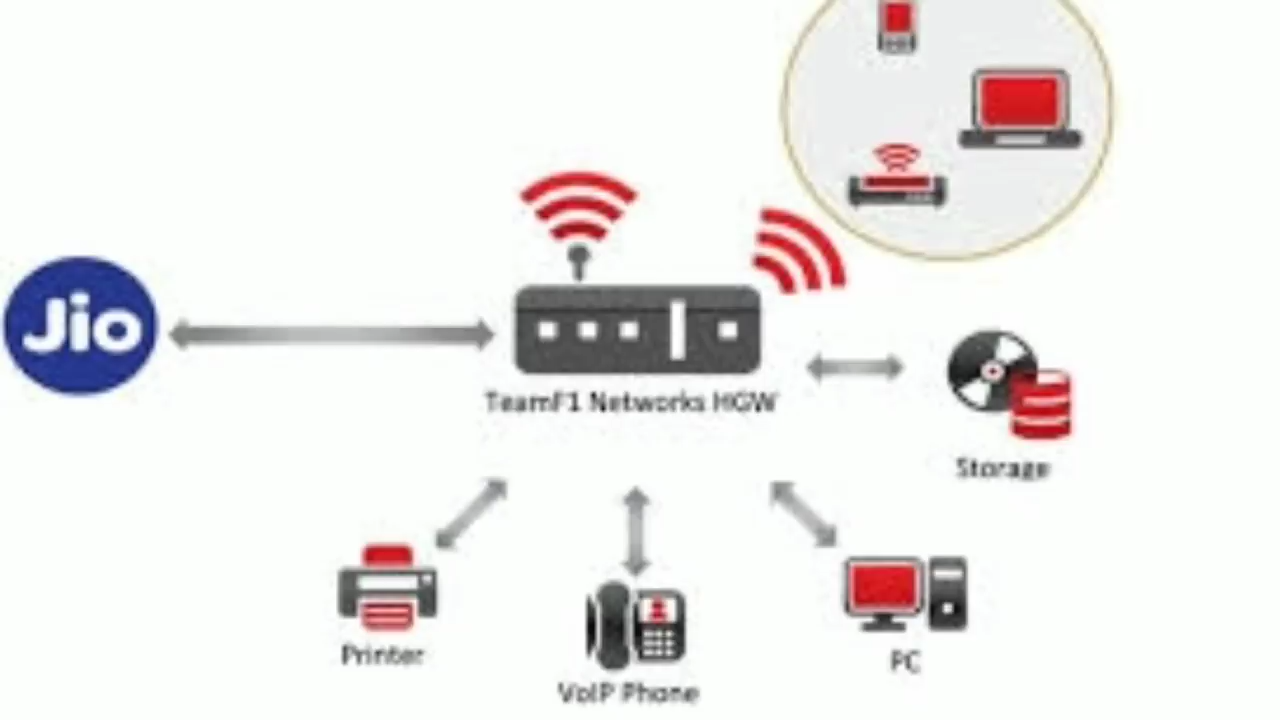 Jio
TeamF1 Networks HGW
Storage
Printer
VoIP Phone
PC